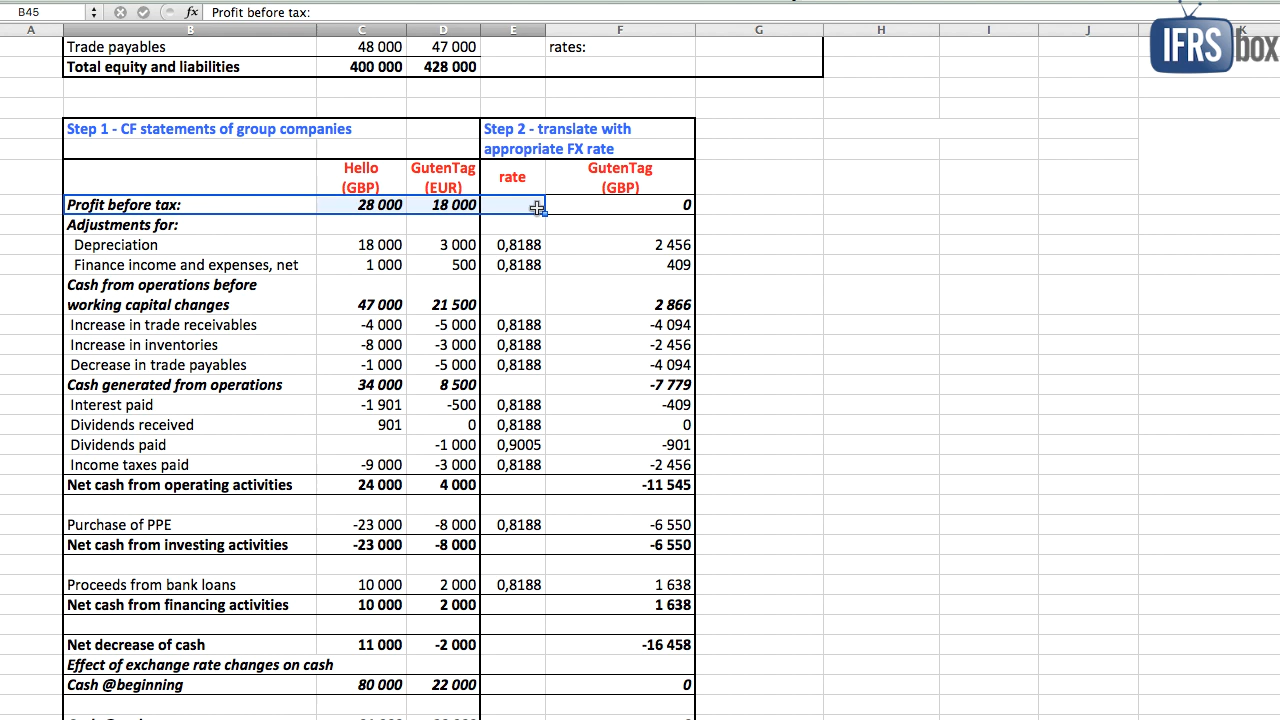 B45 fx Profit before tax:
A B C D E F G H I J K
IFRSbox
Trade payables 48 000 47 000 rates:
Total equity and liabilities 400 000 428 000
Step 1 - CF statements of group companies Step 2 - translate with
appropriate FX rate
Hello GutenTag rate GutenTag
(GBP) (EUR) (GBP)
Profit before tax: 28 000 18 000 0
Adjustments for:
Depreciation 18 000 3 000 0,8188 2 456
Finance income and expenses, net 1 000 500 0,8188 409
Cash from operations before
working capital changes 47 000 21 500 2 866
Increase in trade receivables -4 000 -5 000 0,8188 -4 094
Increase in inventories -8 000 -3 000 0,8188 -2 456
Decrease in trade payables -1 000 -5 000 0,8188 -4 094
Cash generated from operations 34 000 8 500 -7 779
Interest paid -1 901 -500 0,8188 -409
Dividends received 901 0 0,8188 0
Dividends paid -1 000 0,9005 -901
Income taxes paid -9 000 -3 000 0,8188 -2 456
Net cash from operating activities 24 000 4 000 -11 545
Purchase of PPE -23 000 -8 000 0,8188 -6 550
Net cash from investing activities -23 000 -8 000 -6 550
Proceeds from bank loans 10 000 2 000 0,8188 1 638
Net cash from financing activities 10 000 2 000 1 638
Net decrease of cash 11 000 -2 000 -16 458
Effect of exchange rate changes on cash
Cash @beginning 80 000 22 000 0